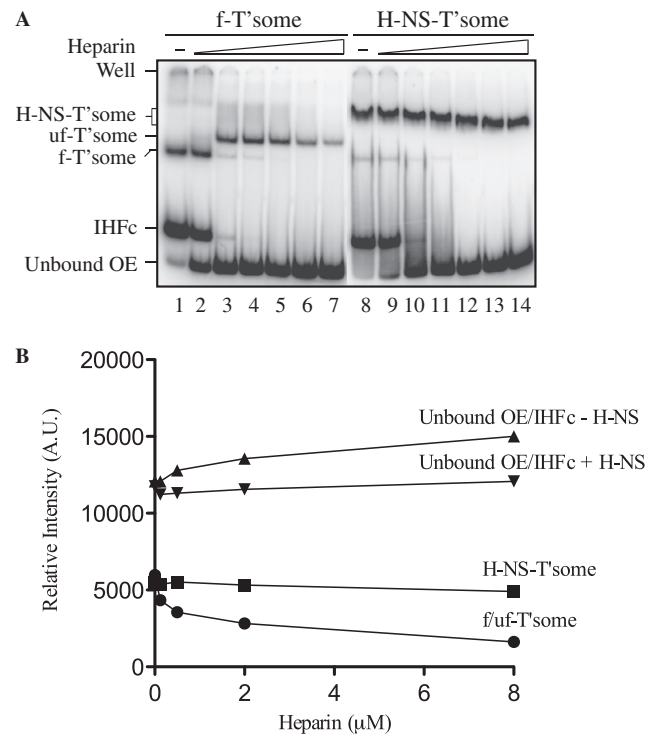 A
f-T'some H-NS-T'some
Heparin – –
Well
H-NS-T'some
uf-T'some
f-T'some
IHFc
Unbound OE
1 2 3 4 5 6 7 8 9 10 11 12 13 14
B
20000
15000
10000
5000
0
Relative Intensity (A.U.)
Unbound OE/IHFc - H-NS
Unbound OE/IHFc + H-NS
H-NS-T'some
f/uf-T'some
0 2 4 6 8
Heparin (μM)